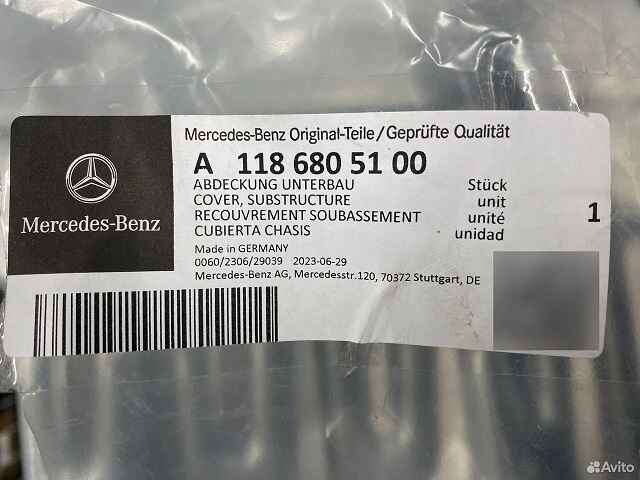 Mercedes-Benz Original-Teile/Geprüfte Qualität
A 118 680 51 00
ABDECKUNG UNTERBAU Stück
COVER, SUBSTRUCTURE unit
RECOUVREMENT SOUBASSEMENT unité
CUBIERTA CHASIS unidad
1
Mercedes-Benz
Made in GERMANY
0060/2306/29039 2023-06-29
Mercedes-Benz AG, Mercedesstr.120, 70372 Stuttgart, DE
Avito